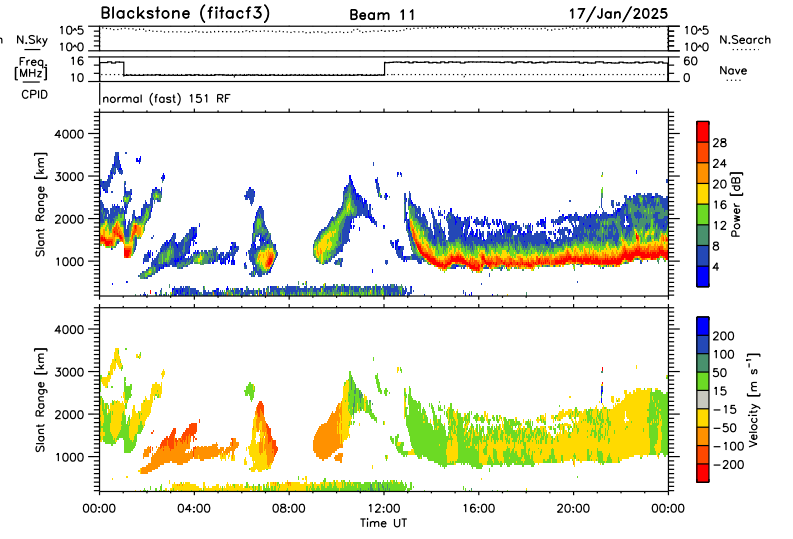 Blackstone (fitacf3) Beam 11 17/Jan/2025
N.Sky 10^5 10^5 N.Search
10^0 10^0
Freq. 16 60 Nave
[MHz] 10 0
CPID normal (fast) 151 RF
Slant Range [km]
4000
3000
2000
1000
28
24
20
16
12
8
4
Power [dB]
Slant Range [km]
4000
3000
2000
1000
200
100
50
15
-15
-50
-100
-200
Velocity [m s⁻¹]
00:00 04:00 08:00 12:00 16:00 20:00 00:00
Time UT